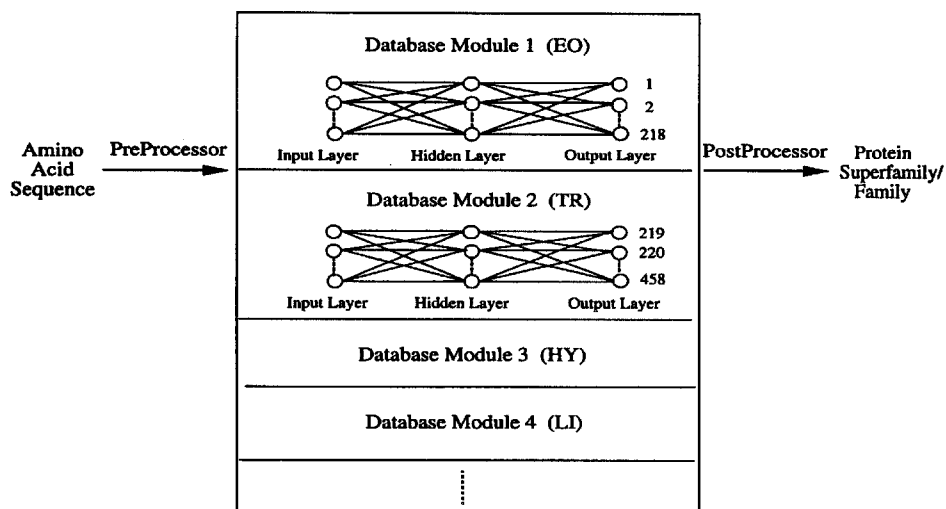 Database Module 1 (EO)
1
2
218
Input Layer Hidden Layer Output Layer
Amino
Acid
Sequence
PreProcessor
PostProcessor
Protein
Superfamily/
Family
Database Module 2 (TR)
219
220
458
Input Layer Hidden Layer Output Layer
Database Module 3 (HY)
Database Module 4 (LI)